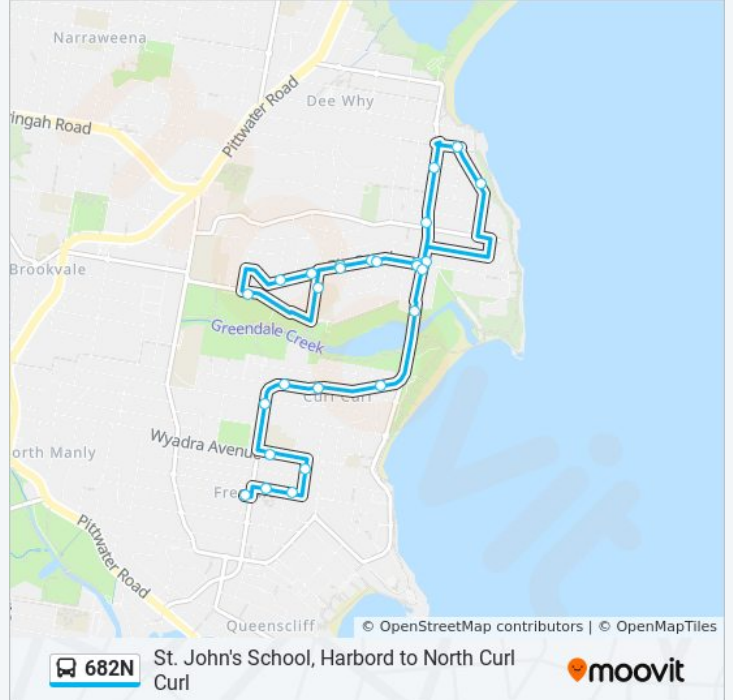 Narraweena
Dee Why
Pittwater Road
ingah Road
Brookvale
Greendale Creek
Curl Curl
Wyadra Avenue
orth Manly
Fre
Pittwater Road
Queenscliff
© OpenStreetMap contributors | © OpenMapTiles
682N
St. John's School, Harbord to North Curl
Curl
moovit